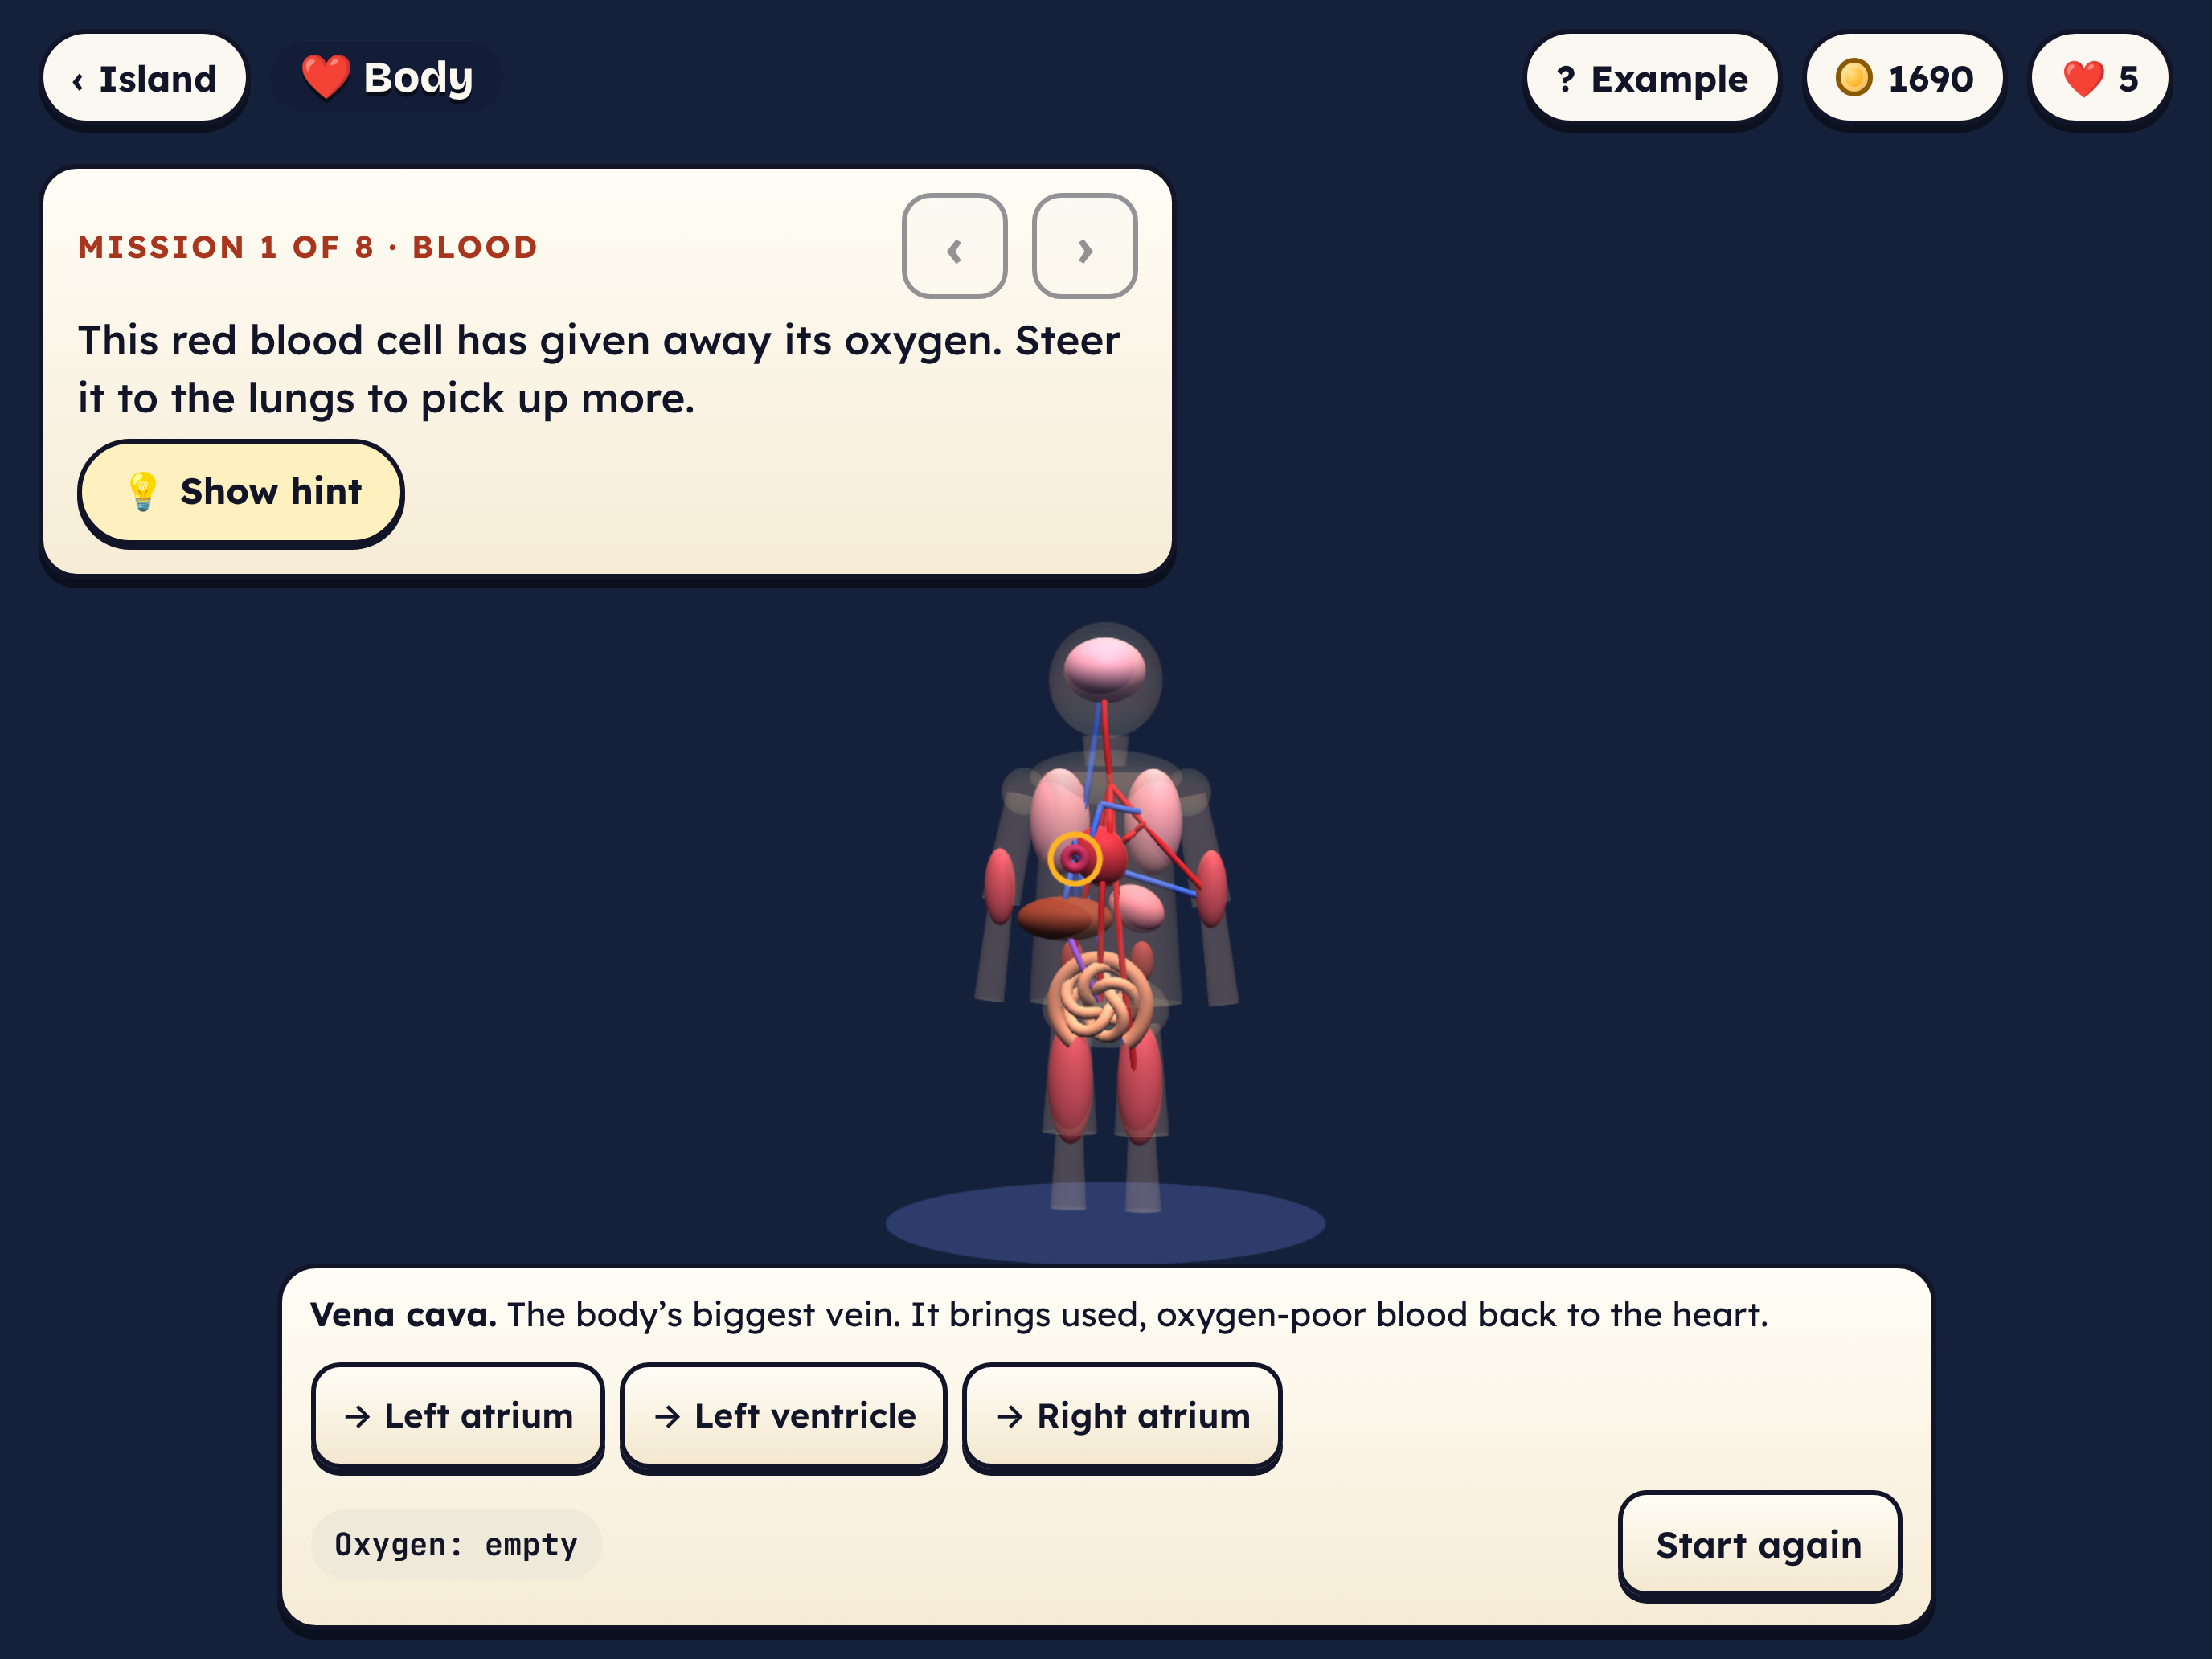 ‹ Island
❤️ Body
? Example
1690
❤️ 5
MISSION 1 OF 8 · BLOOD
‹ ›
This red blood cell has given away its oxygen. Steer
it to the lungs to pick up more.
💡 Show hint
Vena cava. The body’s biggest vein. It brings used, oxygen-poor blood back to the heart.
→ Left atrium
→ Left ventricle
→ Right atrium
Oxygen: empty
Start again